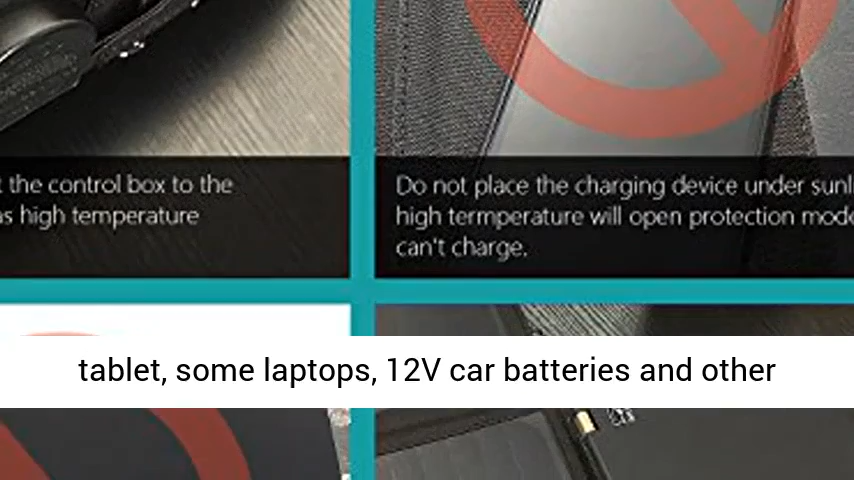 t the control box to the
as high temperature
Do not place the charging device under sunl
high termperature will open protection mode
can't charge.
tablet, some laptops, 12V car batteries and other